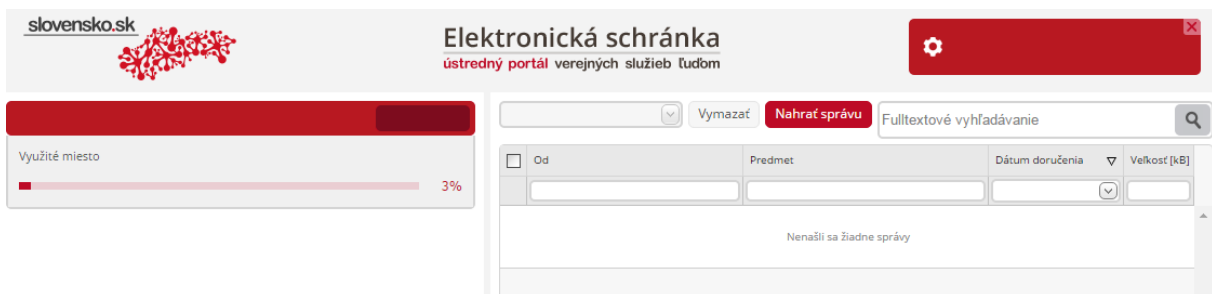 slovensko.sk
Elektronická schránka
ústredný portál verejných služieb ľuďom
Vymazať
Nahrať správu
Fulltextové vyhľadávanie
Využité miesto
3%
Od
Predmet
Dátum doručenia
Veľkosť [kB]
Nenašli sa žiadne správy